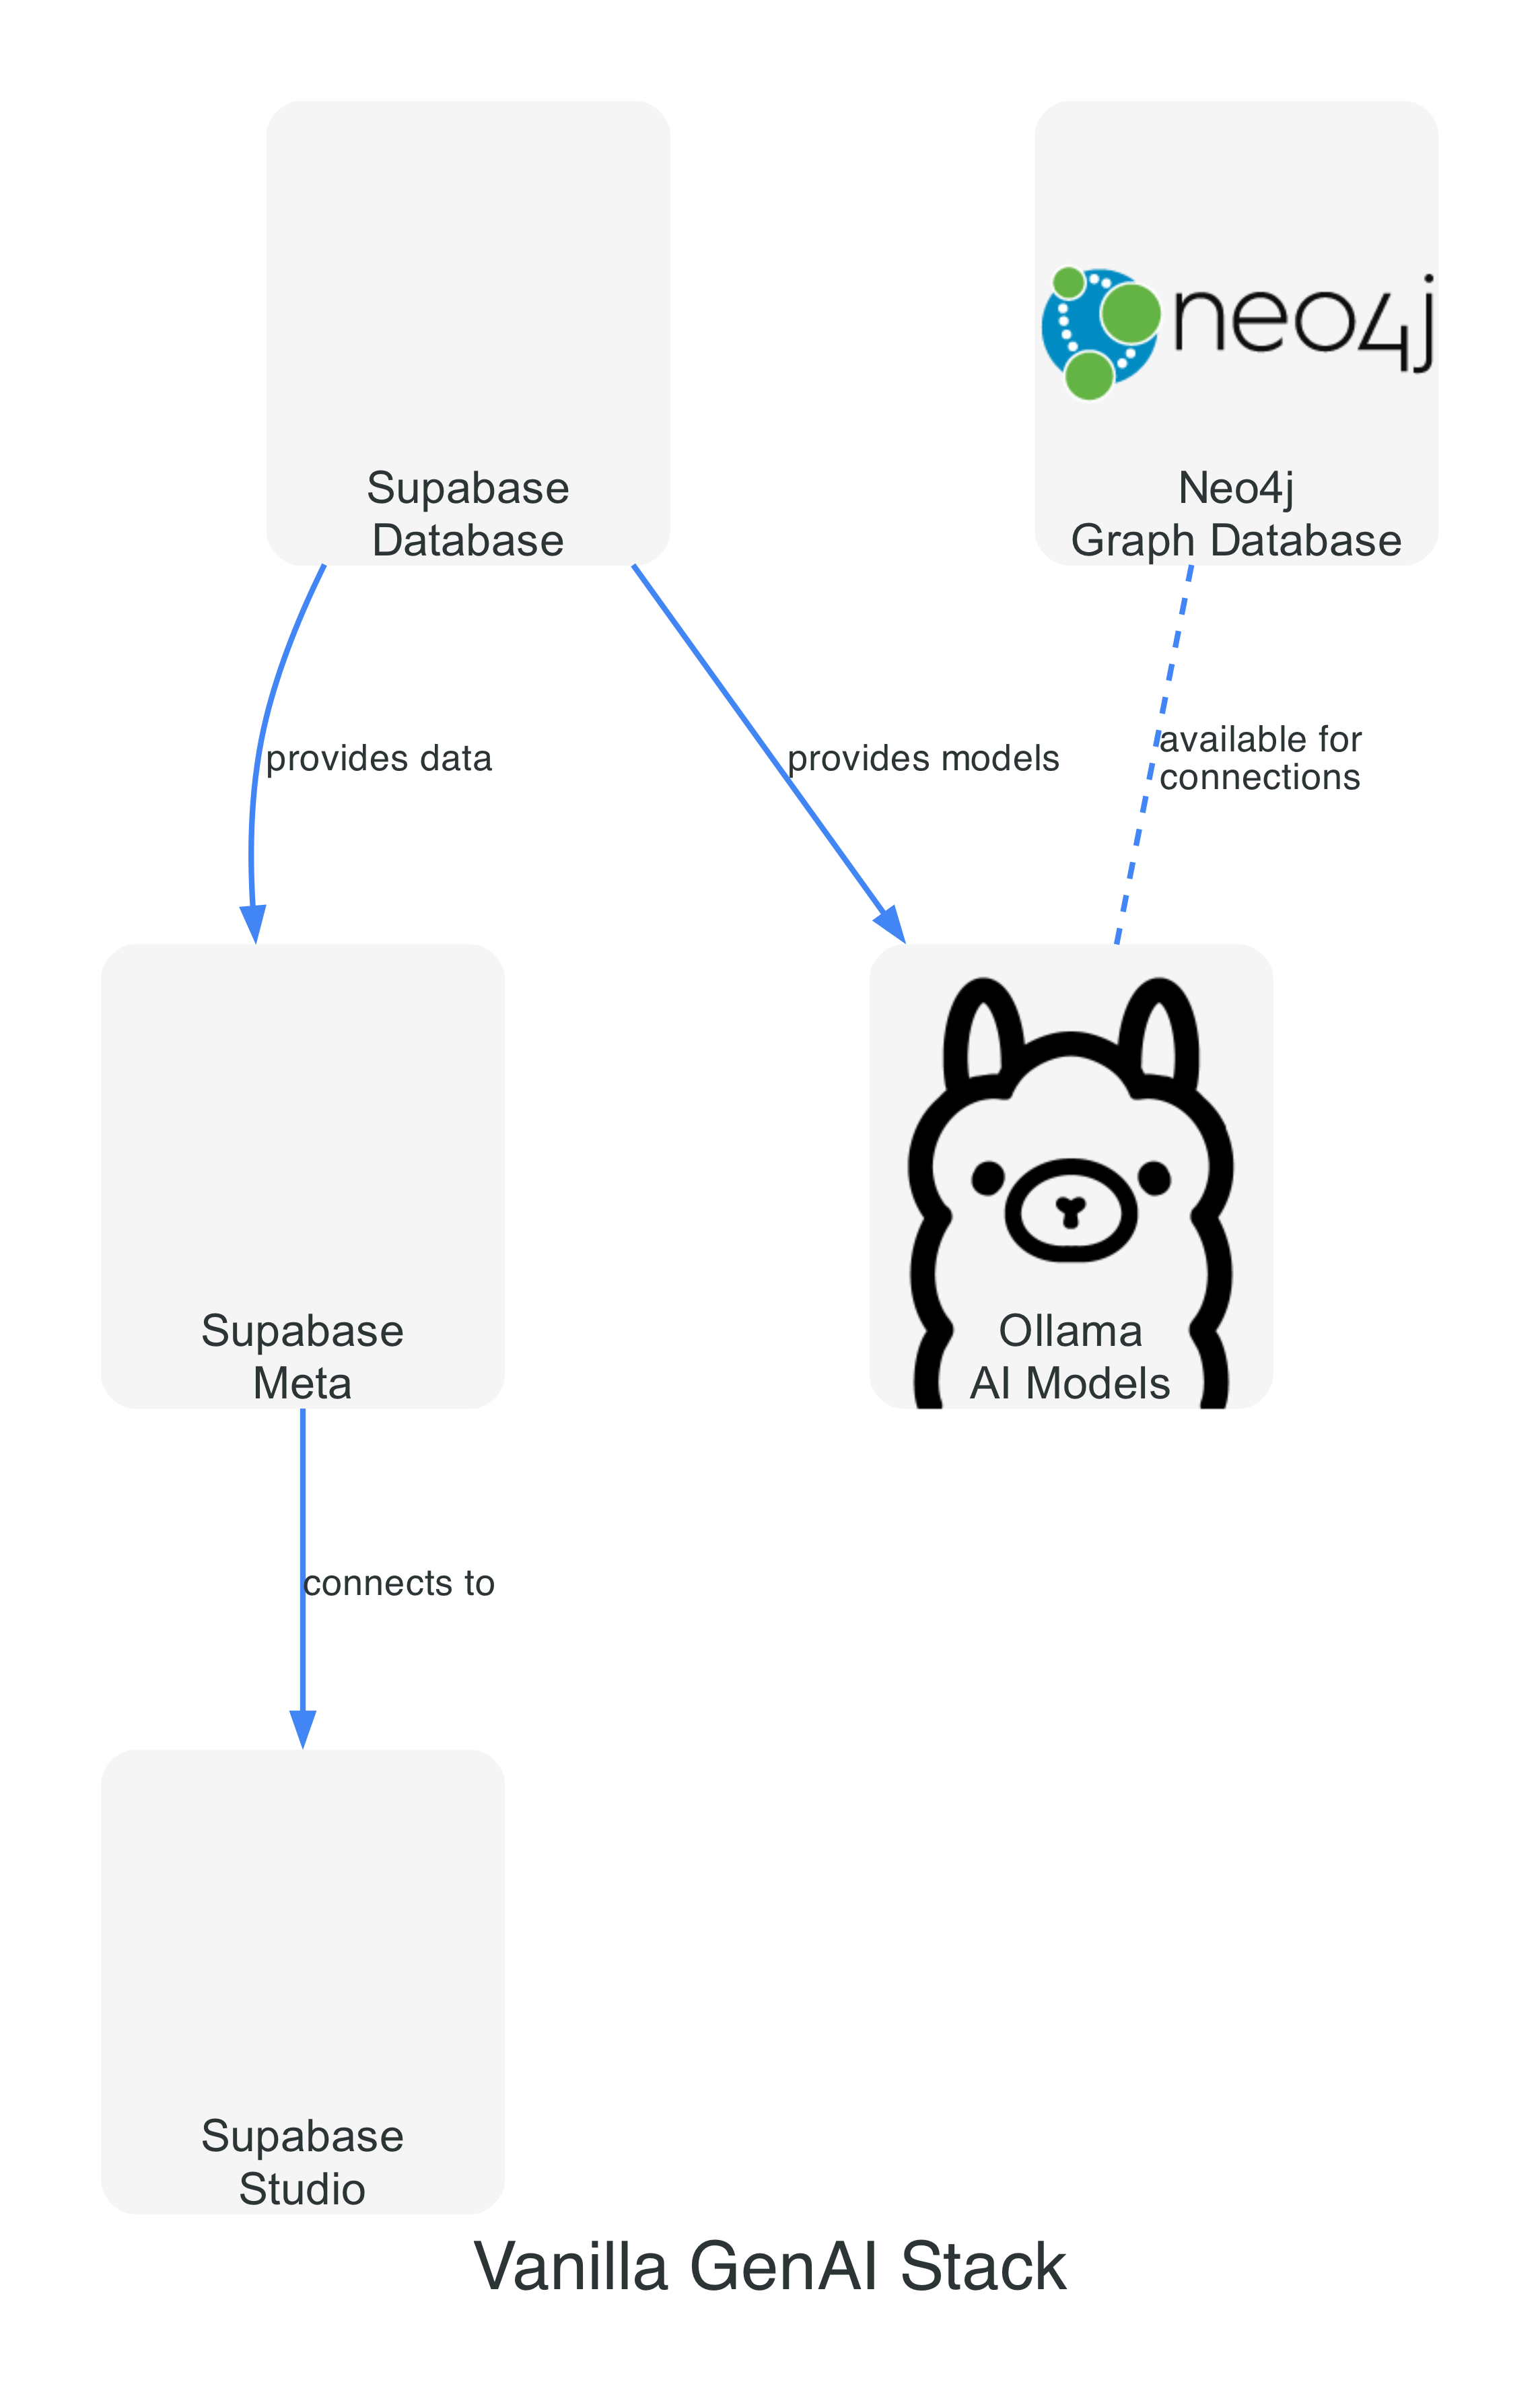 neo4j
Supabase
Database
Neo4j
Graph Database
provides data
provides models
available for
connections
Supabase
Meta
Ollama
AI Models
connects to
Supabase
Studio
Vanilla GenAI Stack